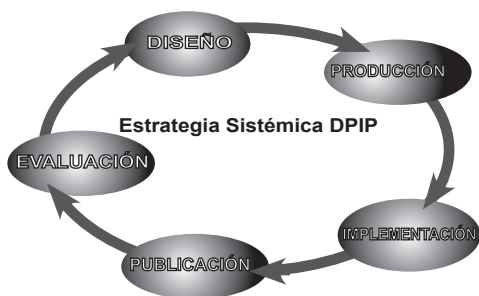 DISEÑO
PRODUCCIÓN
Estrategia Sistémica DPIP
EVALUACIÓN
IMPLEMENTACIÓN
PUBLICACIÓN